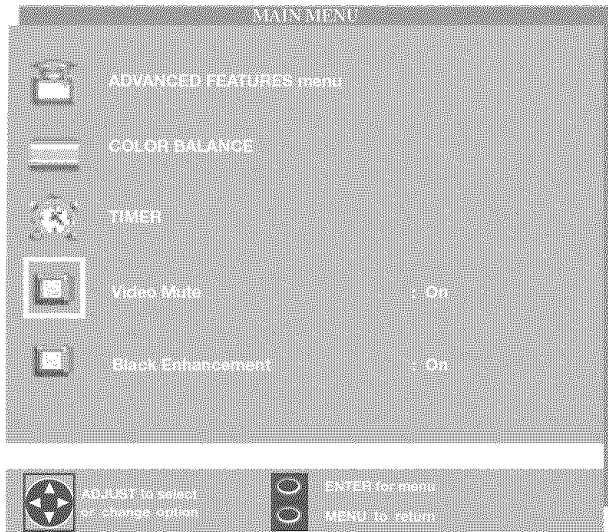 MAIN MENU
ADVANCED FEATURES menu
COLOR BALANCE
TIMER
Video Mute : On
Black Enhancement : On
ADJUST to select
or change option
ENTER for menu
MENU to return